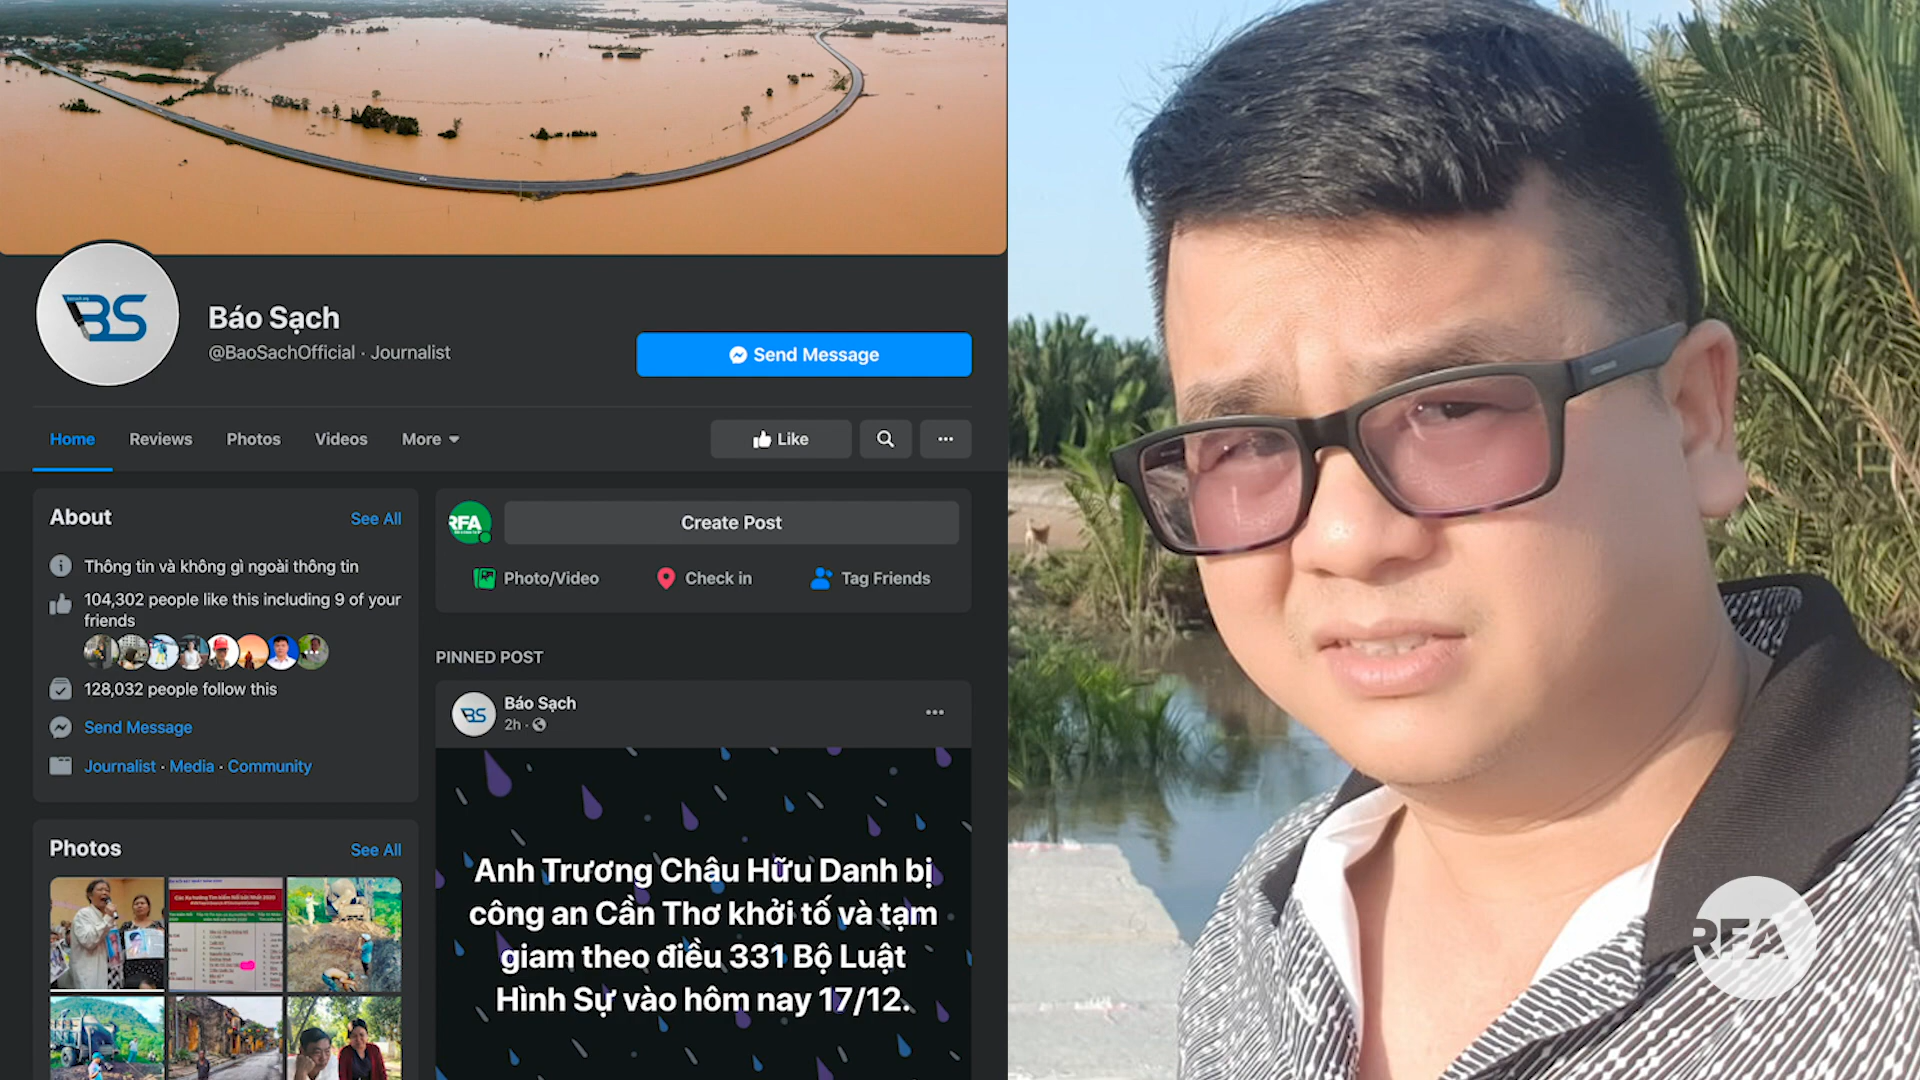 BS
Báo Sạch
@BaoSachOfficial · Journalist
Send Message
Home
Reviews
Photos
Videos
More
Like
About
See All
Thông tin và không gì ngoài thông tin
104,302 people like this including 9 of your
friends
128,032 people follow this
Send Message
Journalist · Media · Community
Photos
See All
RFA
Create Post
Photo/Video
Check in
Tag Friends
PINNED POST
BS
Báo Sạch
2h ·
Anh Trương Châu Hữu Danh bị
công an Cần Thơ khởi tố và tạm
giam theo điều 331 Bộ Luật
Hình Sự vào hôm nay 17/12.
RFA